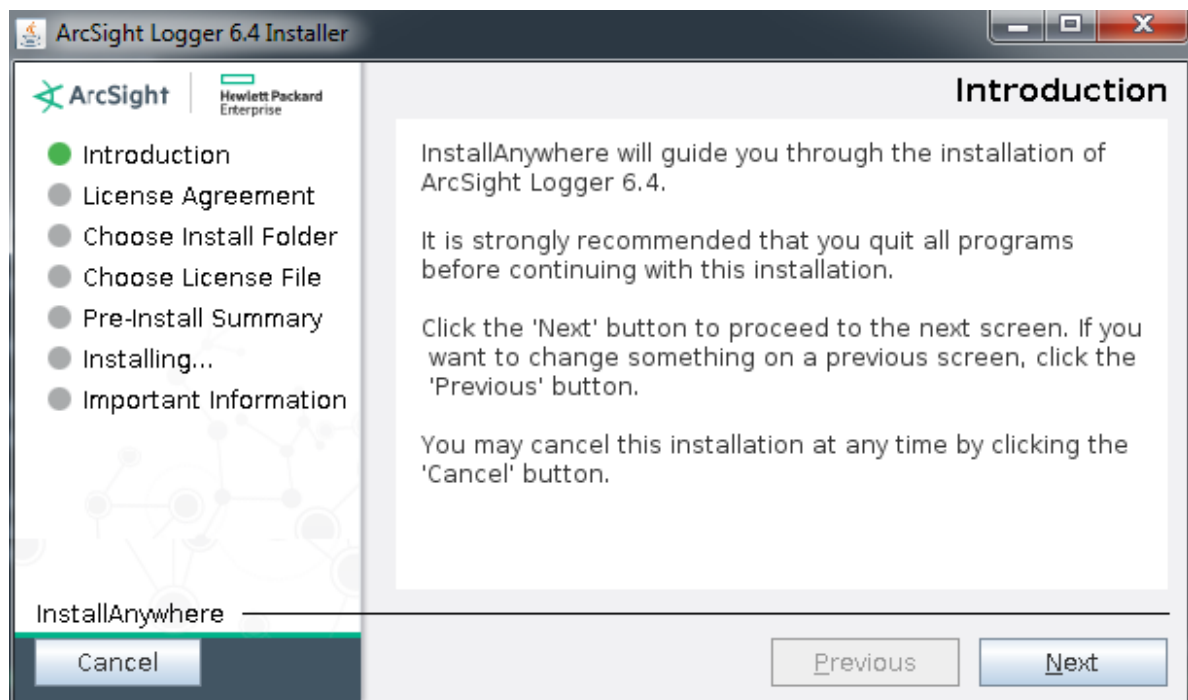 ArcSight Logger 6.4 Installer
ArcSight
Hewlett Packard
Enterprise
Introduction
License Agreement
Choose Install Folder
Choose License File
Pre-Install Summary
Installing...
Important Information
Introduction
InstallAnywhere will guide you through the installation of
ArcSight Logger 6.4.
It is strongly recommended that you quit all programs
before continuing with this installation.
Click the 'Next' button to proceed to the next screen. If you
want to change something on a previous screen, click the
'Previous' button.
You may cancel this installation at any time by clicking the
'Cancel' button.
InstallAnywhere
Cancel
Previous
Next